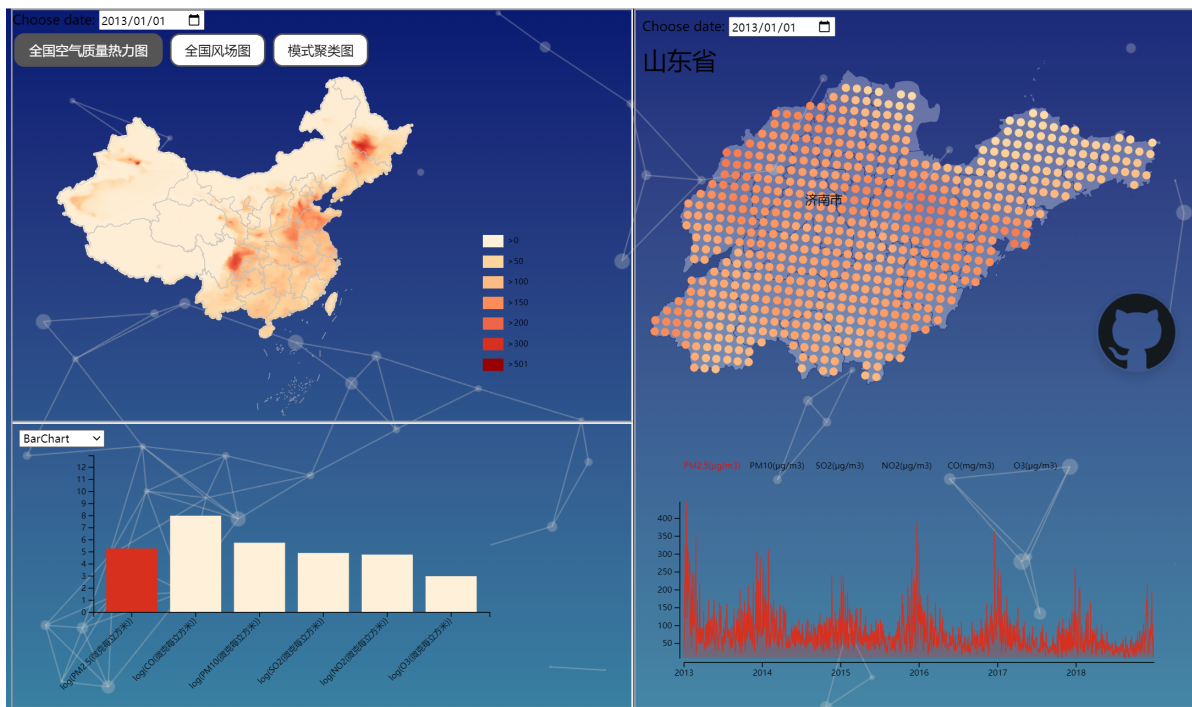 Choose date: 2013/01/01
全国空气质量热力图 全国风场图 模式聚类图
>0
>50
>100
>150
>200
>300
>501
BarChart
12
11
10
9
8
7
6
5
4
3
2
1
0
log(PM2.5(微克每立方米))
log(CO(微克每立方米))
log(PM10(微克每立方米))
log(SO2(微克每立方米))
log(NO2(微克每立方米))
log(O3(微克每立方米))
Choose date: 2013/01/01
山东省
济南市
PM2.5(μg/m3) PM10(μg/m3) SO2(μg/m3) NO2(μg/m3) CO(mg/m3) O3(μg/m3)
400
350
300
250
200
150
100
50
2013 2014 2015 2016 2017 2018